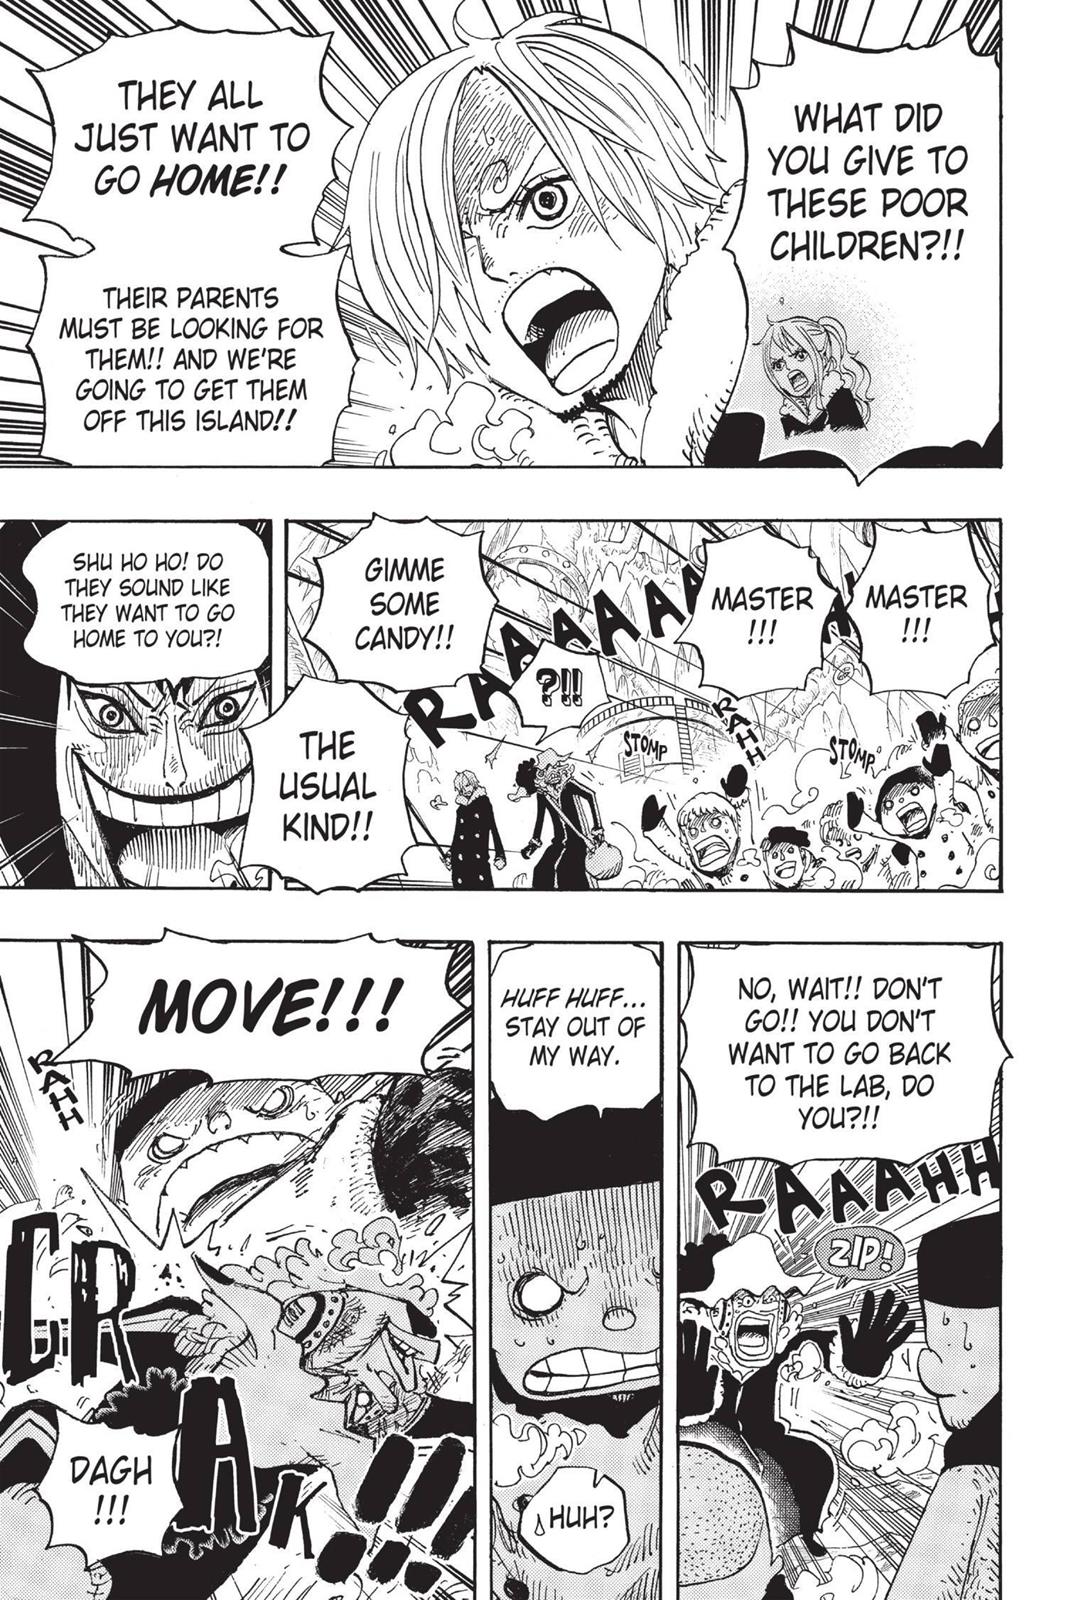 WHAT DID
YOU GIVE TO
THESE POOR
CHILDREN?!!
THEY ALL
JUST WANT TO
GO HOME!!
THEIR PARENTS
MUST BE LOOKING FOR
THEM!! AND WE'RE
GOING TO GET THEM
OFF THIS ISLAND!!
MASTER
!!!
MASTER
!!!
RAAAAAA
STOMP
RAHH
STOMP
?!!
GIMME
SOME
CANDY!!
THE
USUAL
KIND!!
SHU HO HO! DO
THEY SOUND LIKE
THEY WANT TO GO
HOME TO YOU?!
NO, WAIT!! DON'T
GO!! YOU DON'T
WANT TO GO BACK
TO THE LAB, DO
YOU?!!
RAAAAHH
ZIP!
HUFF HUFF...
STAY OUT OF
MY WAY.
HUH?
MOVE!!!
RAHH
CRAK!!!
DAGH
!!!